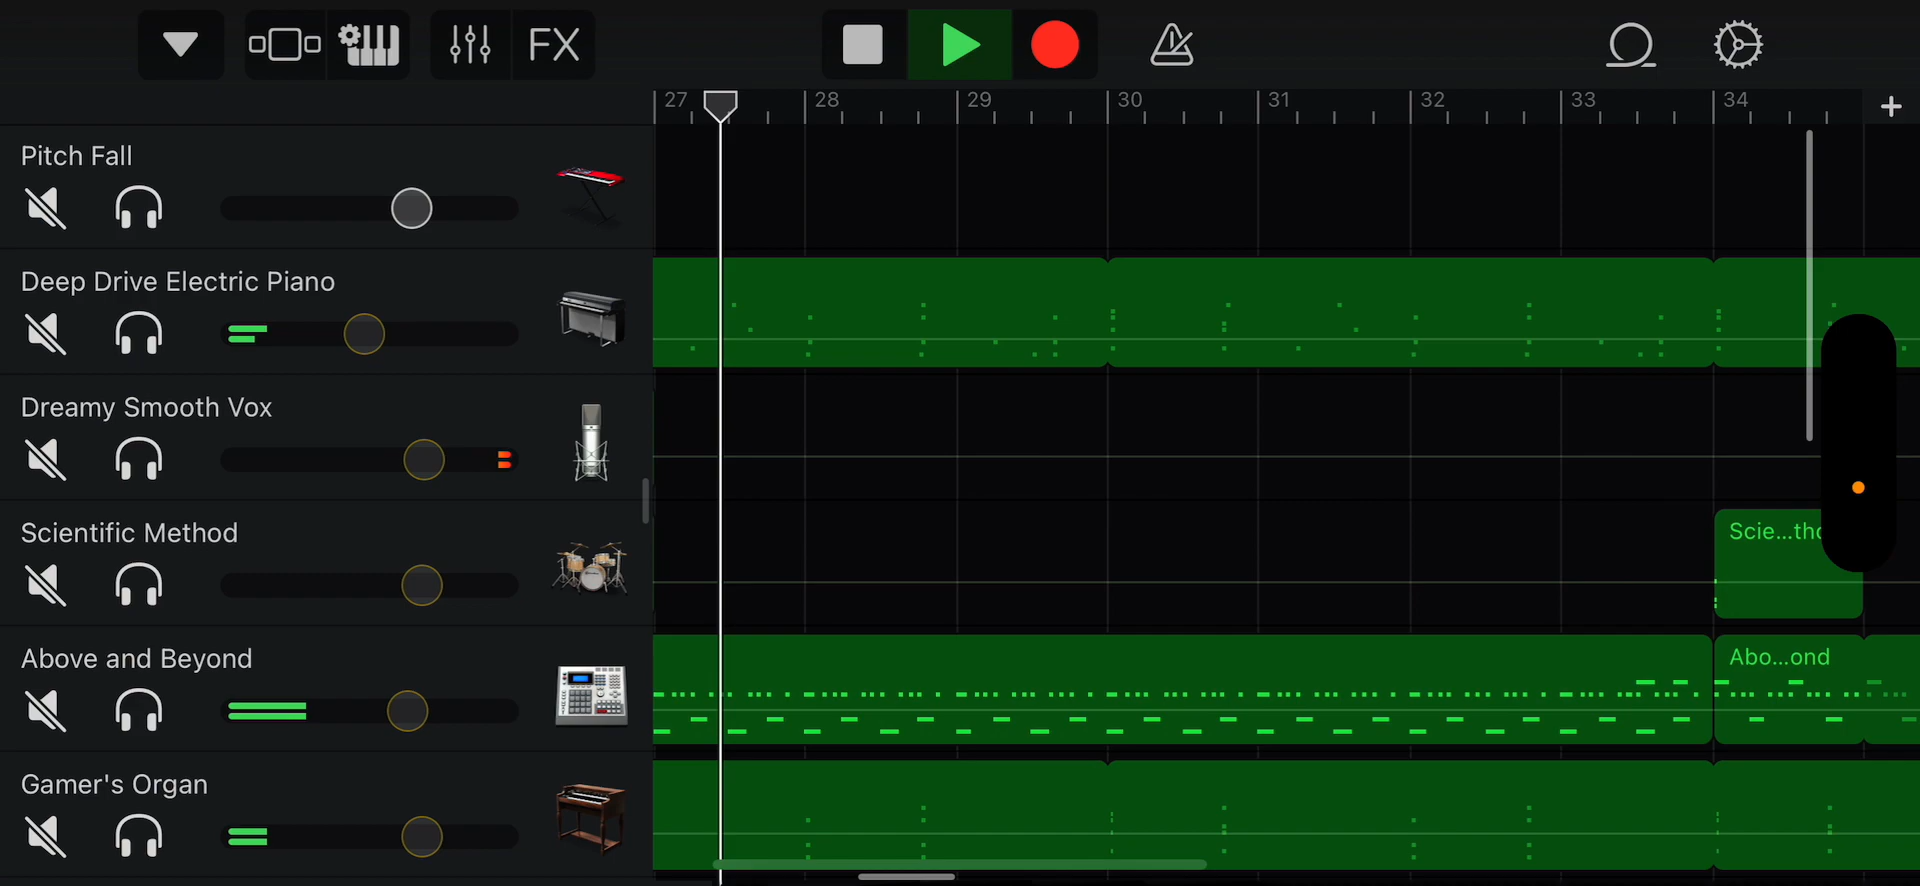 FX
27 28 29 30 31 32 33 34 +
Pitch Fall
Deep Drive Electric Piano
Dreamy Smooth Vox
Scientific Method
Scie...tho
Above and Beyond
Abo...ond
Gamer's Organ